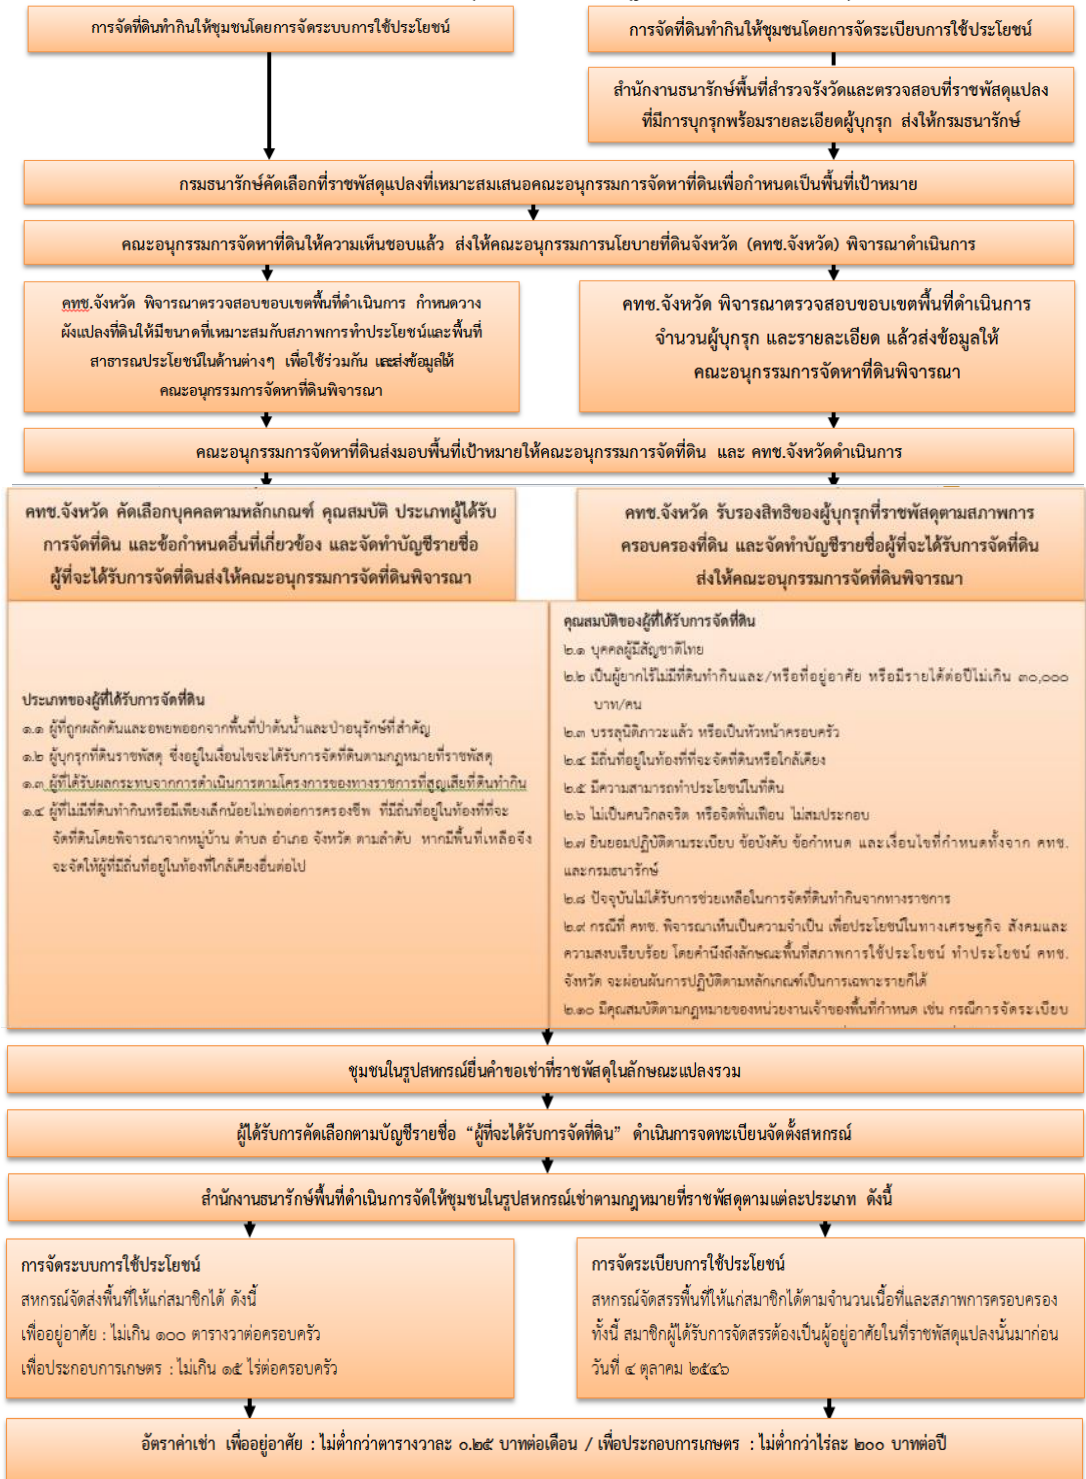 การจัดที่ดินทำกินให้ชุมชนโดยการจัดระบบการใช้ประโยชน์
การจัดที่ดินทำกินให้ชุมชนโดยการจัดระเบียบการใช้ประโยชน์
สำนักงานธนารักษ์พื้นที่สำรวจรังวัดและตรวจสอบที่ราชพัสดุแปลง
ที่มีการบุกรุกพร้อมรายละเอียดผู้บุกรุก ส่งให้กรมธนารักษ์
กรมธนารักษ์คัดเลือกที่ราชพัสดุแปลงที่เหมาะสมเสนอคณะอนุกรรมการจัดหาที่ดินเพื่อกำหนดเป็นพื้นที่เป้าหมาย
คณะอนุกรรมการจัดหาที่ดินให้ความเห็นชอบแล้ว ส่งให้คณะอนุกรรมการนโยบายที่ดินจังหวัด (คทช.จังหวัด) พิจารณาดำเนินการ
คทช.จังหวัด พิจารณาตรวจสอบขอบเขตพื้นที่ดำเนินการ กำหนดวาง
ผังแปลงที่ดินให้มีขนาดที่เหมาะสมกับสภาพการทำประโยชน์และพื้นที่
สาธารณประโยชน์ในด้านต่างๆ เพื่อใช้ร่วมกัน และส่งข้อมูลให้
คณะอนุกรรมการจัดหาที่ดินพิจารณา
คทช.จังหวัด พิจารณาตรวจสอบขอบเขตพื้นที่ดำเนินการ
จำนวนผู้บุกรุก และรายละเอียด แล้วส่งข้อมูลให้
คณะอนุกรรมการจัดหาที่ดินพิจารณา
คณะอนุกรรมการจัดหาที่ดินส่งมอบพื้นที่เป้าหมายให้คณะอนุกรรมการจัดที่ดิน และ คทช.จังหวัดดำเนินการ
คทช.จังหวัด คัดเลือกบุคคลตามหลักเกณฑ์ คุณสมบัติ ประเภทผู้ได้รับ
การจัดที่ดิน และข้อกำหนดอื่นที่เกี่ยวข้อง และจัดทำบัญชีรายชื่อ
ผู้ที่จะได้รับการจัดที่ดินส่งให้คณะอนุกรรมการจัดที่ดินพิจารณา
คทช.จังหวัด รับรองสิทธิของผู้บุกรุกที่ราชพัสดุตามสภาพการ
ครอบครองที่ดิน และจัดทำบัญชีรายชื่อผู้ที่จะได้รับการจัดที่ดิน
ส่งให้คณะอนุกรรมการจัดที่ดินพิจารณา
ประเภทของผู้ที่ได้รับการจัดที่ดิน
๑.๑ ผู้ที่ถูกผลักดันและอพยพออกจากพื้นที่ป่าต้นน้ำและป่าอนุรักษ์ที่สำคัญ
๑.๒ ผู้บุกรุกที่ดินราชพัสดุ ซึ่งอยู่ในเงื่อนไขจะได้รับการจัดที่ดินตามกฎหมายที่ราชพัสดุ
๑.๓ ผู้ที่ได้รับผลกระทบจากการดำเนินการตามโครงการของทางราชการที่สูญเสียที่ดินทำกิน
๑.๔ ผู้ที่ไม่มีที่ดินทำกินหรือมีเพียงเล็กน้อยไม่พอต่อการครองชีพ ที่มีถิ่นที่อยู่ในท้องที่ที่จะ
จัดที่ดินโดยพิจารณาจากหมู่บ้าน ตำบล อำเภอ จังหวัด ตามลำดับ หากมีพื้นที่เหลือจึง
จะจัดให้ผู้ที่มีถิ่นที่อยู่ในท้องที่ใกล้เคียงอื่นต่อไป
คุณสมบัติของผู้ที่ได้รับการจัดที่ดิน
๒.๑ บุคคลผู้มีสัญชาติไทย
๒.๒ เป็นผู้ยากไร้ไม่มีที่ดินทำกินและ/หรือที่อยู่อาศัย หรือมีรายได้ต่อปีไม่เกิน ๓๐,๐๐๐
บาท/คน
๒.๓ บรรลุนิติภาวะแล้ว หรือเป็นหัวหน้าครอบครัว
๒.๔ มีถิ่นที่อยู่ในท้องที่ที่จะจัดที่ดินหรือใกล้เคียง
๒.๕ มีความสามารถทำประโยชน์ในที่ดิน
๒.๖ ไม่เป็นคนวิกลจริต หรือจิตฟั่นเฟือน ไม่สมประกอบ
๒.๗ ยินยอมปฏิบัติตามระเบียบ ข้อบังคับ ข้อกำหนด และเงื่อนไขที่กำหนดทั้งจาก คทช.
และกรมธนารักษ์
๒.๘ ปัจจุบันไม่ได้รับการช่วยเหลือในการจัดที่ดินทำกินจากทางราชการ
๒.๙ กรณีที่ คทช. พิจารณาเห็นเป็นความจำเป็น เพื่อประโยชน์ในทางเศรษฐกิจ สังคมและ
ความสงบเรียบร้อย โดยคำนึงถึงลักษณะพื้นที่สภาพการใช้ประโยชน์ ทำประโยชน์ คทช.
จังหวัด จะผ่อนผันการปฏิบัติตามหลักเกณฑ์เป็นการเฉพาะรายก็ได้
๒.๑๐ มีคุณสมบัติตามกฎหมายของหน่วยงานเจ้าของพื้นที่กำหนด เช่น กรณีการจัดระเบียบ
ชุมชนในรูปสหกรณ์ยื่นคำขอเช่าที่ราชพัสดุในลักษณะแปลงรวม
ผู้ได้รับการคัดเลือกตามบัญชีรายชื่อ “ผู้ที่จะได้รับการจัดที่ดิน” ดำเนินการจดทะเบียนจัดตั้งสหกรณ์
สำนักงานธนารักษ์พื้นที่ดำเนินการจัดให้ชุมชนในรูปสหกรณ์เช่าตามกฎหมายที่ราชพัสดุตามแต่ละประเภท ดังนี้
การจัดระบบการใช้ประโยชน์
สหกรณ์จัดส่งพื้นที่ให้แก่สมาชิกได้ ดังนี้
เพื่ออยู่อาศัย : ไม่เกิน ๑๐๐ ตารางวาต่อครอบครัว
เพื่อประกอบการเกษตร : ไม่เกิน ๑๕ ไร่ต่อครอบครัว
การจัดระเบียบการใช้ประโยชน์
สหกรณ์จัดสรรพื้นที่ให้แก่สมาชิกได้ตามจำนวนเนื้อที่และสภาพการครอบครอง
ทั้งนี้ สมาชิกผู้ได้รับการจัดสรรต้องเป็นผู้อยู่อาศัยในที่ราชพัสดุแปลงนั้นมาก่อน
วันที่ ๔ ตุลาคม ๒๕๔๖
อัตราค่าเช่า เพื่ออยู่อาศัย : ไม่ต่ำกว่าตารางวาละ ๐.๒๕ บาทต่อเดือน / เพื่อประกอบการเกษตร : ไม่ต่ำกว่าไร่ละ ๒๐๐ บาทต่อปี